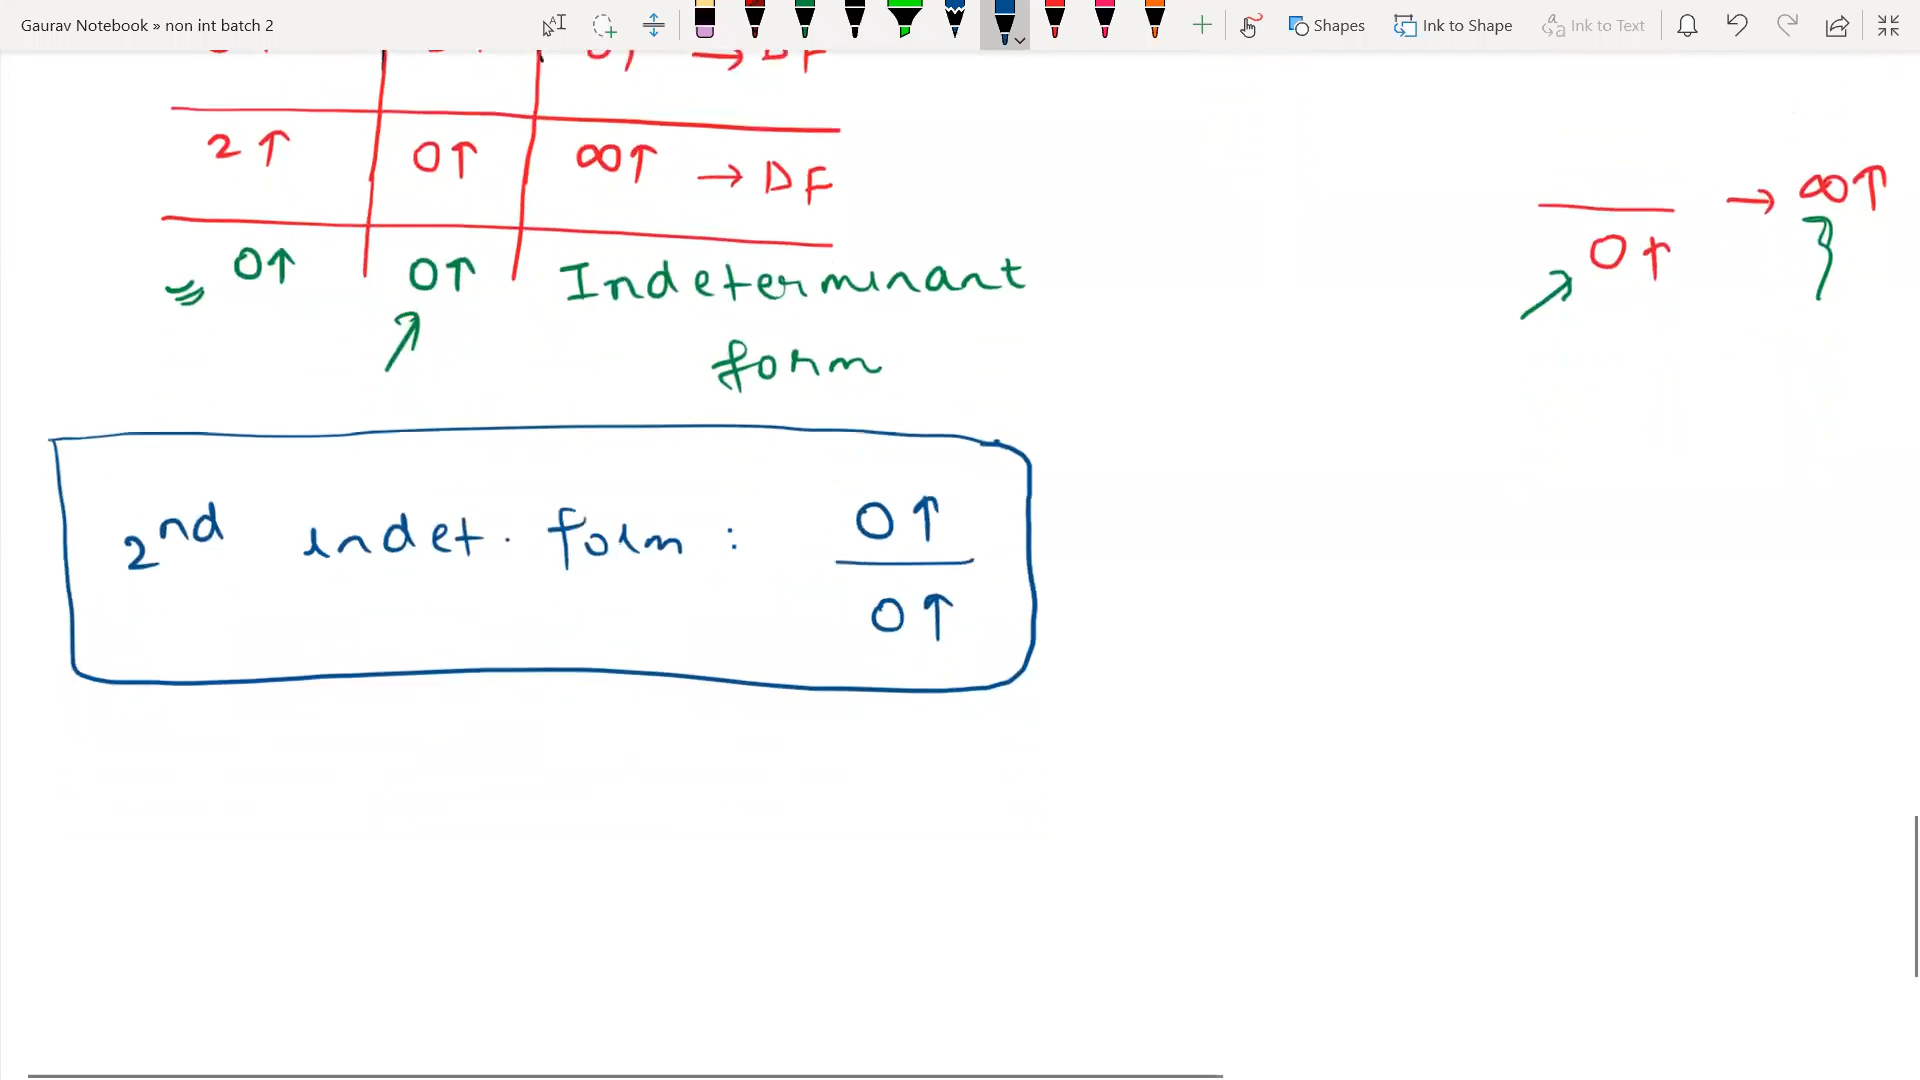 Gaurav Notebook » non int batch 2
Shapes
Ink to Shape
Ink to Text
→ DF
2↑ 0↑ ∞↑ → DF
0↑ 0↑ Indeterminant
form
→ ∞↑
0↑
2nd indet. form : 0↑
0↑